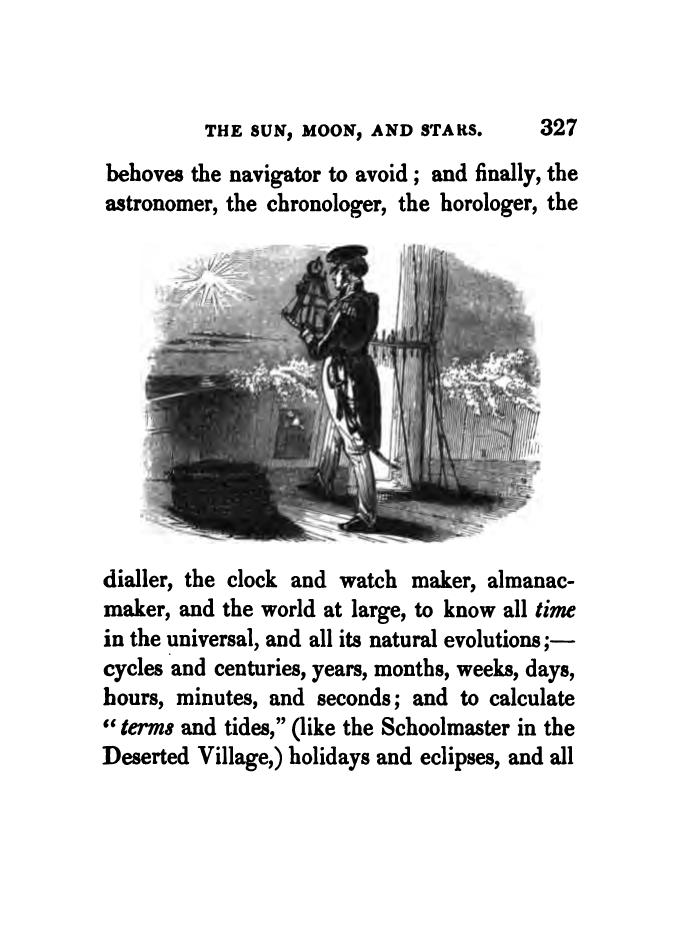 THE SUN, MOON, AND STARS. 327
behoves the navigator to avoid ; and finally, the
astronomer, the chronologer, the horologer, the
dialler, the clock and watch maker, almanac-
maker, and the world at large, to know all time
in the universal, and all its natural evolutions ;—
cycles and centuries, years, months, weeks, days,
hours, minutes, and seconds ; and to calculate
“ terms and tides,” (like the Schoolmaster in the
Deserted Village,) holidays and eclipses, and all